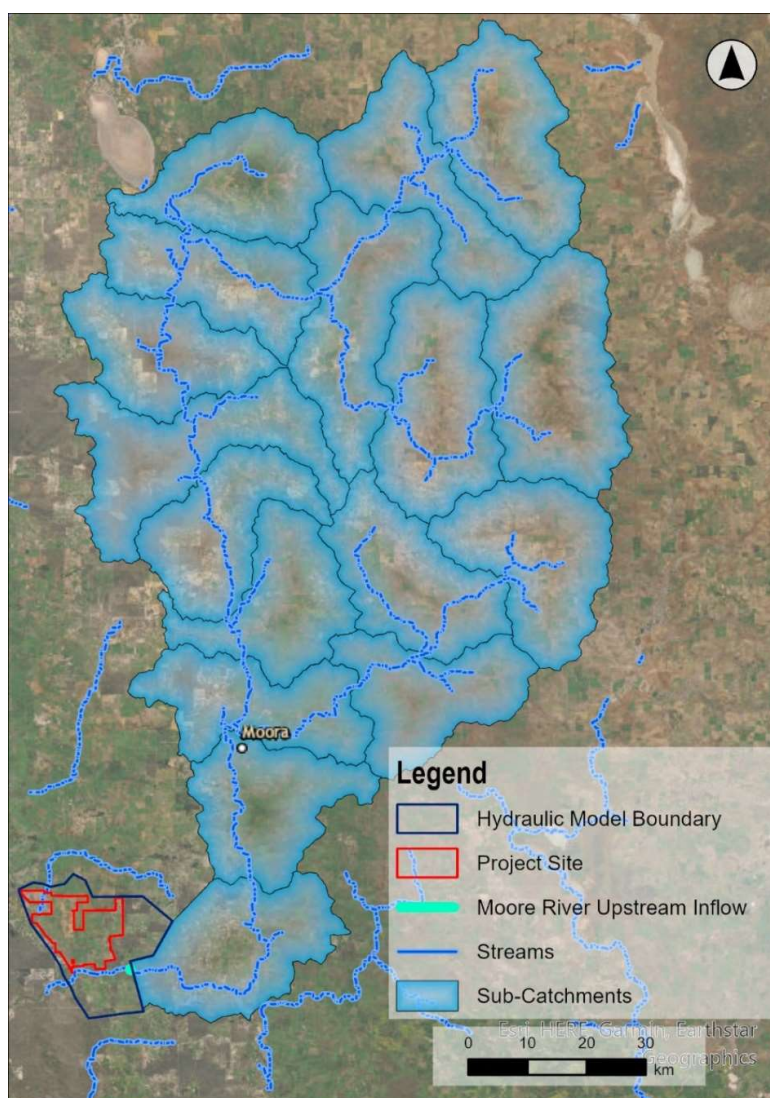 Moora
Legend
Hydraulic Model Boundary
Project Site
Moore River Upstream Inflow
Streams
Sub-Catchments
Esri, HERE, Garmin, Earthstar
Geographics
0 10 20 30
km